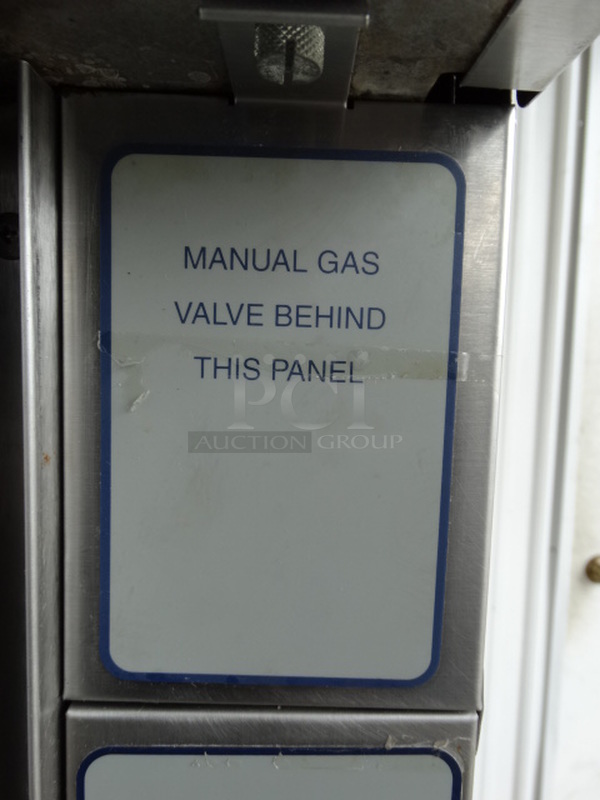 MANUAL GAS
VALVE BEHIND
THIS PANEL
PCI
AUCTION GROUP